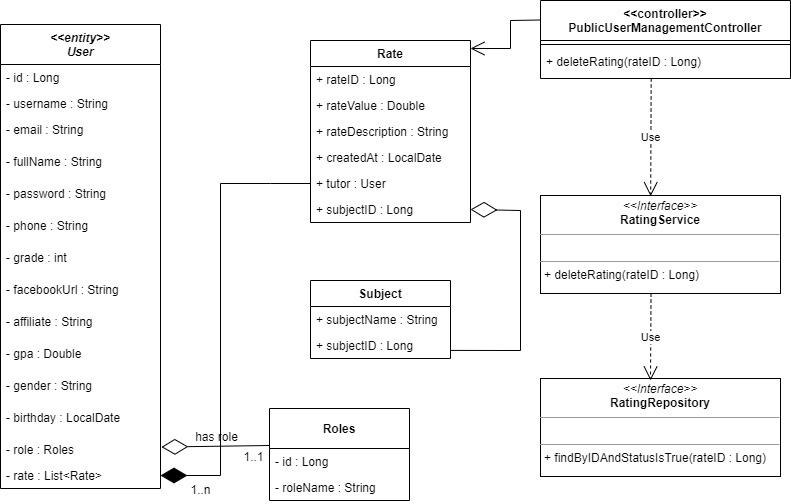 <<entity>>
User
- id : Long
- username : String
- email : String
- fullName : String
- password : String
- phone : String
- grade : int
- facebookUrl : String
- affiliate : String
- gpa : Double
- gender : String
- birthday : LocalDate
- role : Roles
- rate : List<Rate>
Rate
+ rateID : Long
+ rateValue : Double
+ rateDescription : String
+ createdAt : LocalDate
+ tutor : User
+ subjectID : Long
Subject
+ subjectName : String
+ subjectID : Long
has role
1..1
1..n
Roles
- id : Long
- roleName : String
<<controller>>
PublicUserManagementController
+ deleteRating(rateID : Long)
Use
<<Interface>>
RatingService
+ deleteRating(rateID : Long)
Use
<<Interface>>
RatingRepository
+ findByIDAndStatusIsTrue(rateID : Long)